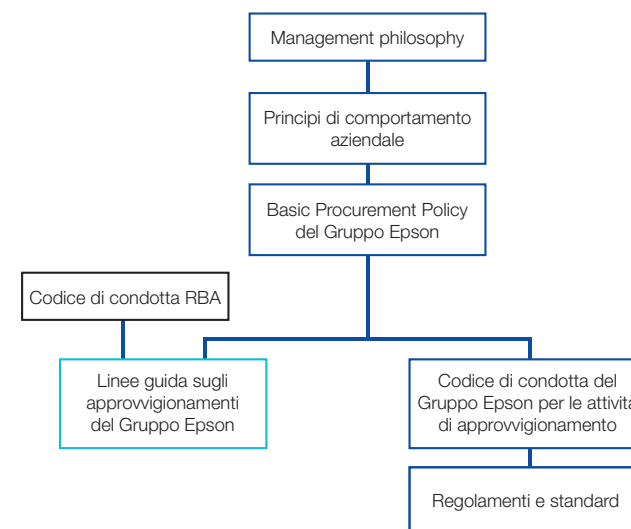 Management philosophy
Principi di comportamento
aziendale
Basic Procurement Policy
del Gruppo Epson
Codice di condotta RBA
Linee guida sugli
approvvigionamenti
del Gruppo Epson
Codice di condotta del
Gruppo Epson per le attività
di approvvigionamento
Regolamenti e standard